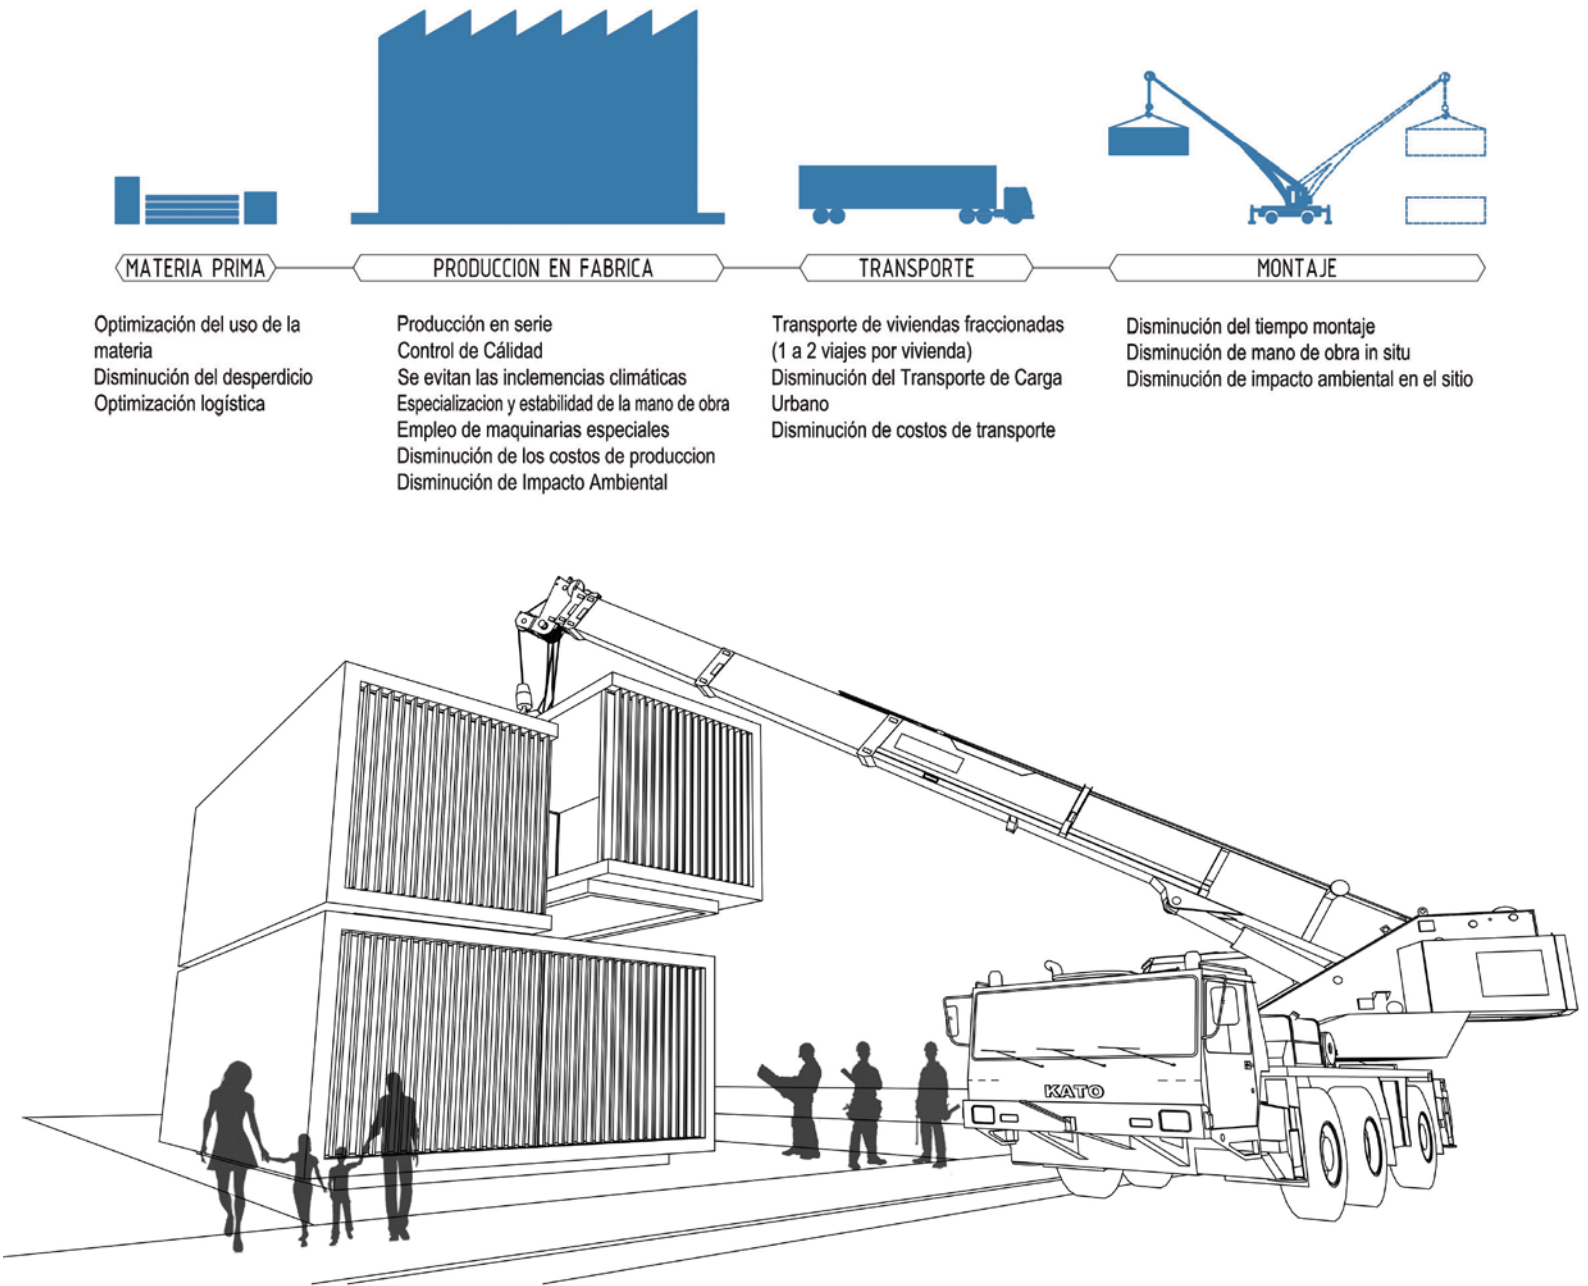 MATERIA PRIMA
PRODUCCION EN FABRICA
TRANSPORTE
MONTAJE
Optimización del uso de la
materia
Disminución del desperdicio
Optimización logística
Producción en serie
Control de Cálidad
Se evitan las inclemencias climáticas
Especializacion y estabilidad de la mano de obra
Empleo de maquinarias especiales
Disminución de los costos de produccion
Disminución de Impacto Ambiental
Transporte de viviendas fraccionadas
(1 a 2 viajes por vivienda)
Disminución del Transporte de Carga
Urbano
Disminución de costos de transporte
Disminución del tiempo montaje
Disminución de mano de obra in situ
Disminución de impacto ambiental en el sitio
KATO